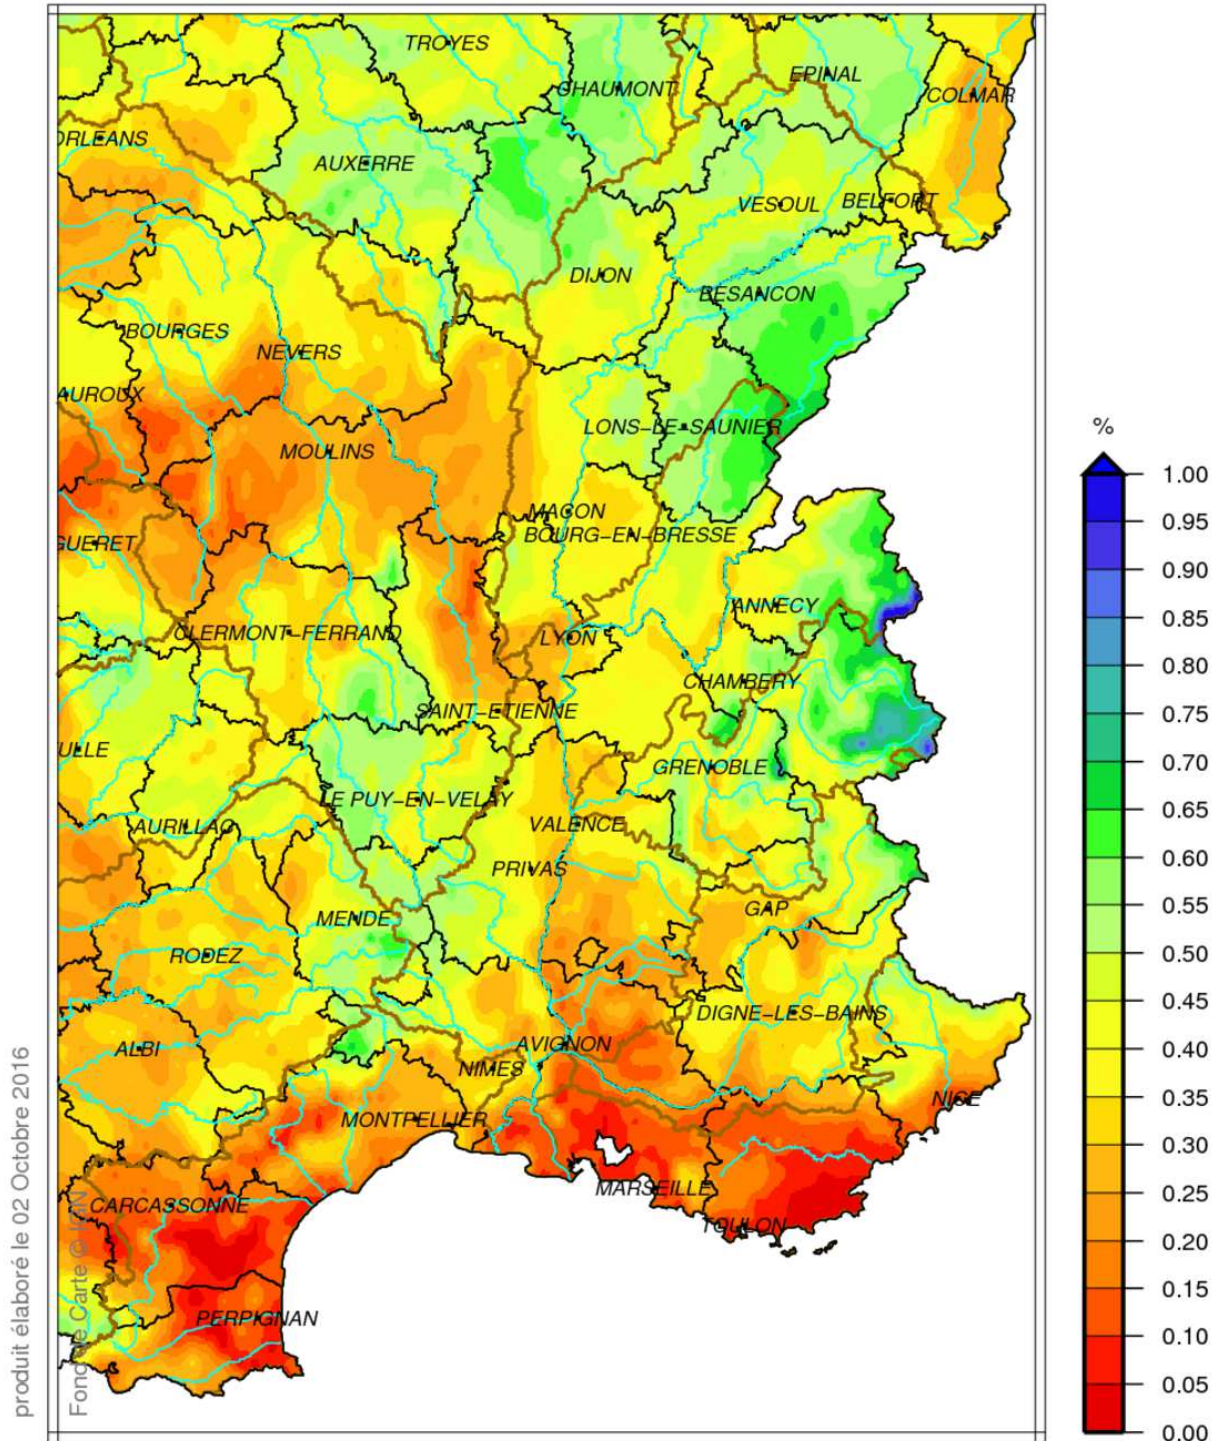 TROYES
CHAUMONT
EPINAL
COLMAR
ORLEANS
AUXERRE
VESOUL
BELFORT
DIJON
BESANCON
BOURGES
NEVERS
AUROUX
LONS-LE-SAUNIER
%
MOULINS
1.00
MACON
0.95
BOURG-EN-BRESSE
GUERET
0.90
ANNECY
0.85
CLERMONT-FERRAND
LYON
0.80
CHAMBERY
SAINT-ETIENNE
0.75
ULLE
GRENOBLE
0.70
LE PUY-EN-VELAY
0.65
AURILLAC
VALENCE
0.60
PRIVAS
GAP
0.55
MENDE
RODEZ
0.50
DIGNE-LES-BAINS
0.45
ALBI
AVIGNON
0.40
NIMES
NICE
0.35
MONTPELLIER
0.30
MARSEILLE
0.25
CARCASSONNE
TOULON
0.20
0.15
PERPIGNAN
0.10
0.05
0.00
produit élaboré le 02 Octobre 2016
Fond de Carte © IGN